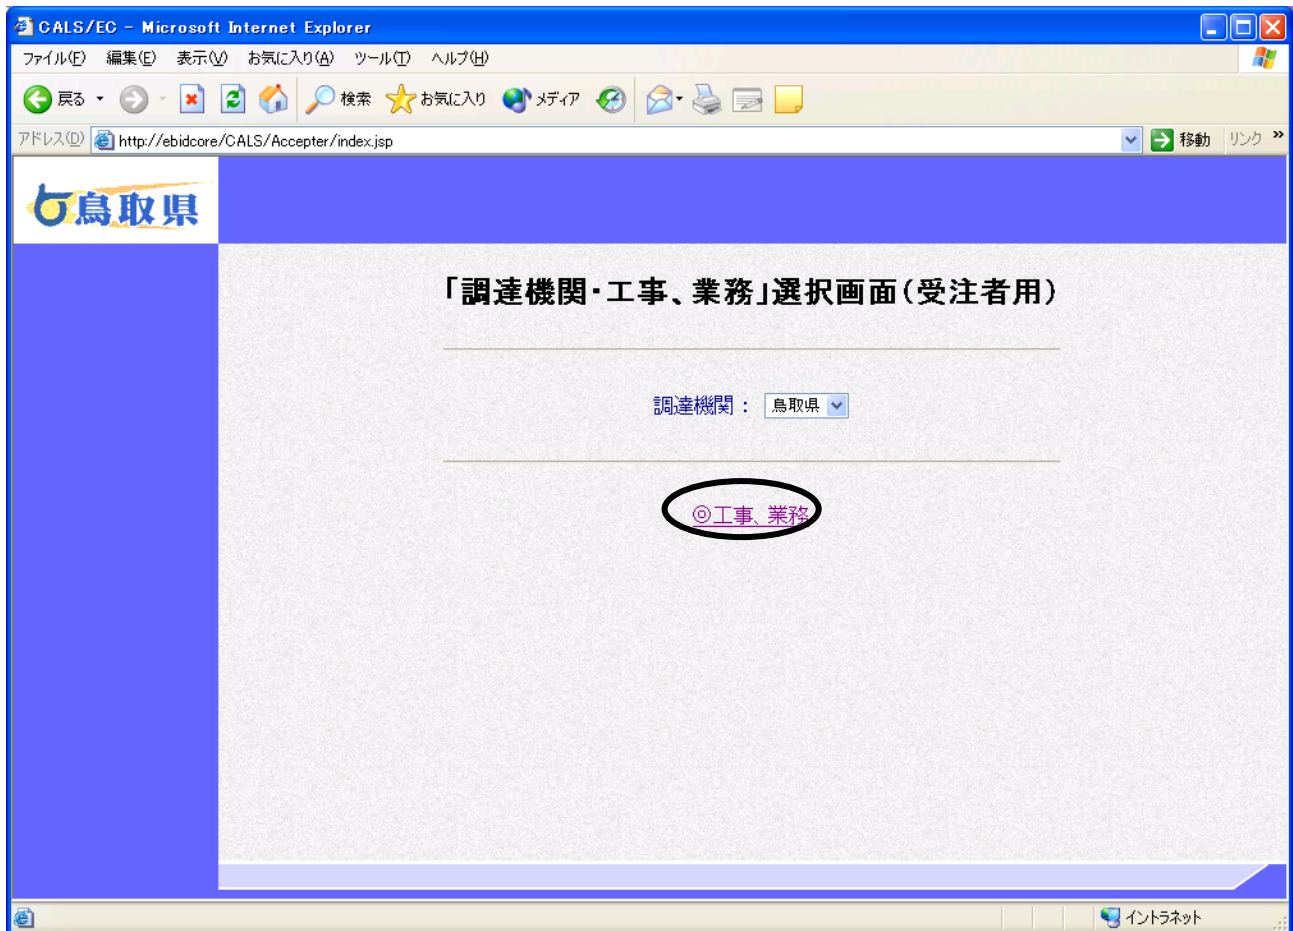 CALS/EC - Microsoft Internet Explorer
ファイル(F) 編集(E) 表示(V) お気に入り(A) ツール(T) ヘルプ(H)
戻る 検索 お気に入り メディア
アドレス(D) http://ebidcore/CALS/Accepter/index.jsp 移動 リンク »
鳥取県
「調達機関・工事、業務」選択画面(受注者用)
調達機関： 鳥取県
◎工事、業務
イントラネット